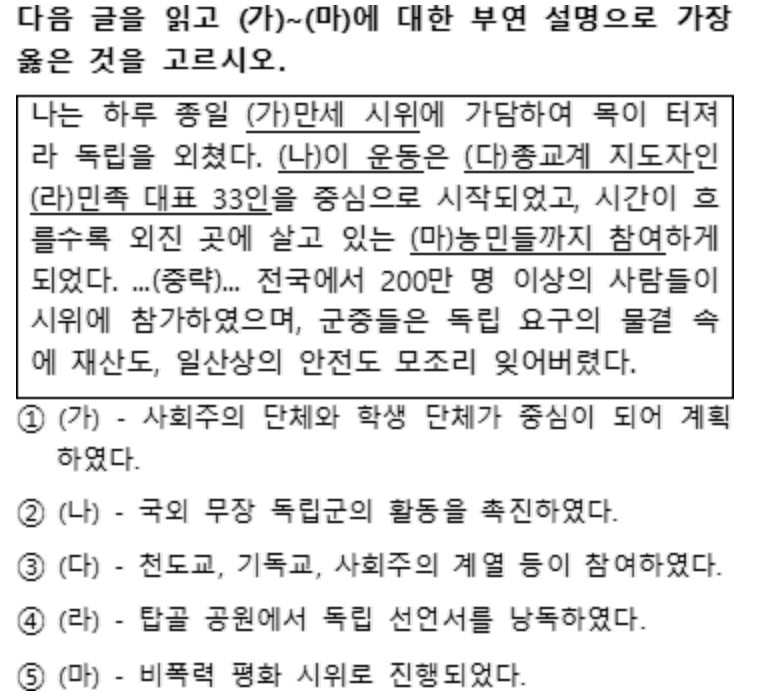 다음 글을 읽고 (가)~(마)에 대한 부연 설명으로 가장
옳은 것을 고르시오.
나는 하루 종일 (가)만세 시위에 가담하여 목이 터져
라 독립을 외쳤다. (나)이 운동은 (다)종교계 지도자인
(라)민족 대표 33인을 중심으로 시작되었고, 시간이 흐
를수록 외진 곳에 살고 있는 (마)농민들까지 참여하게
되었다. ...(중략)... 전국에서 200만 명 이상의 사람들이
시위에 참가하였으며, 군중들은 독립 요구의 물결 속
에 재산도, 일산상의 안전도 모조리 잊어버렸다.
① (가) - 사회주의 단체와 학생 단체가 중심이 되어 계획
하였다.
② (나) - 국외 무장 독립군의 활동을 촉진하였다.
③ (다) - 천도교, 기독교, 사회주의 계열 등이 참여하였다.
④ (라) - 탑골 공원에서 독립 선언서를 낭독하였다.
⑤ (마) - 비폭력 평화 시위로 진행되었다.